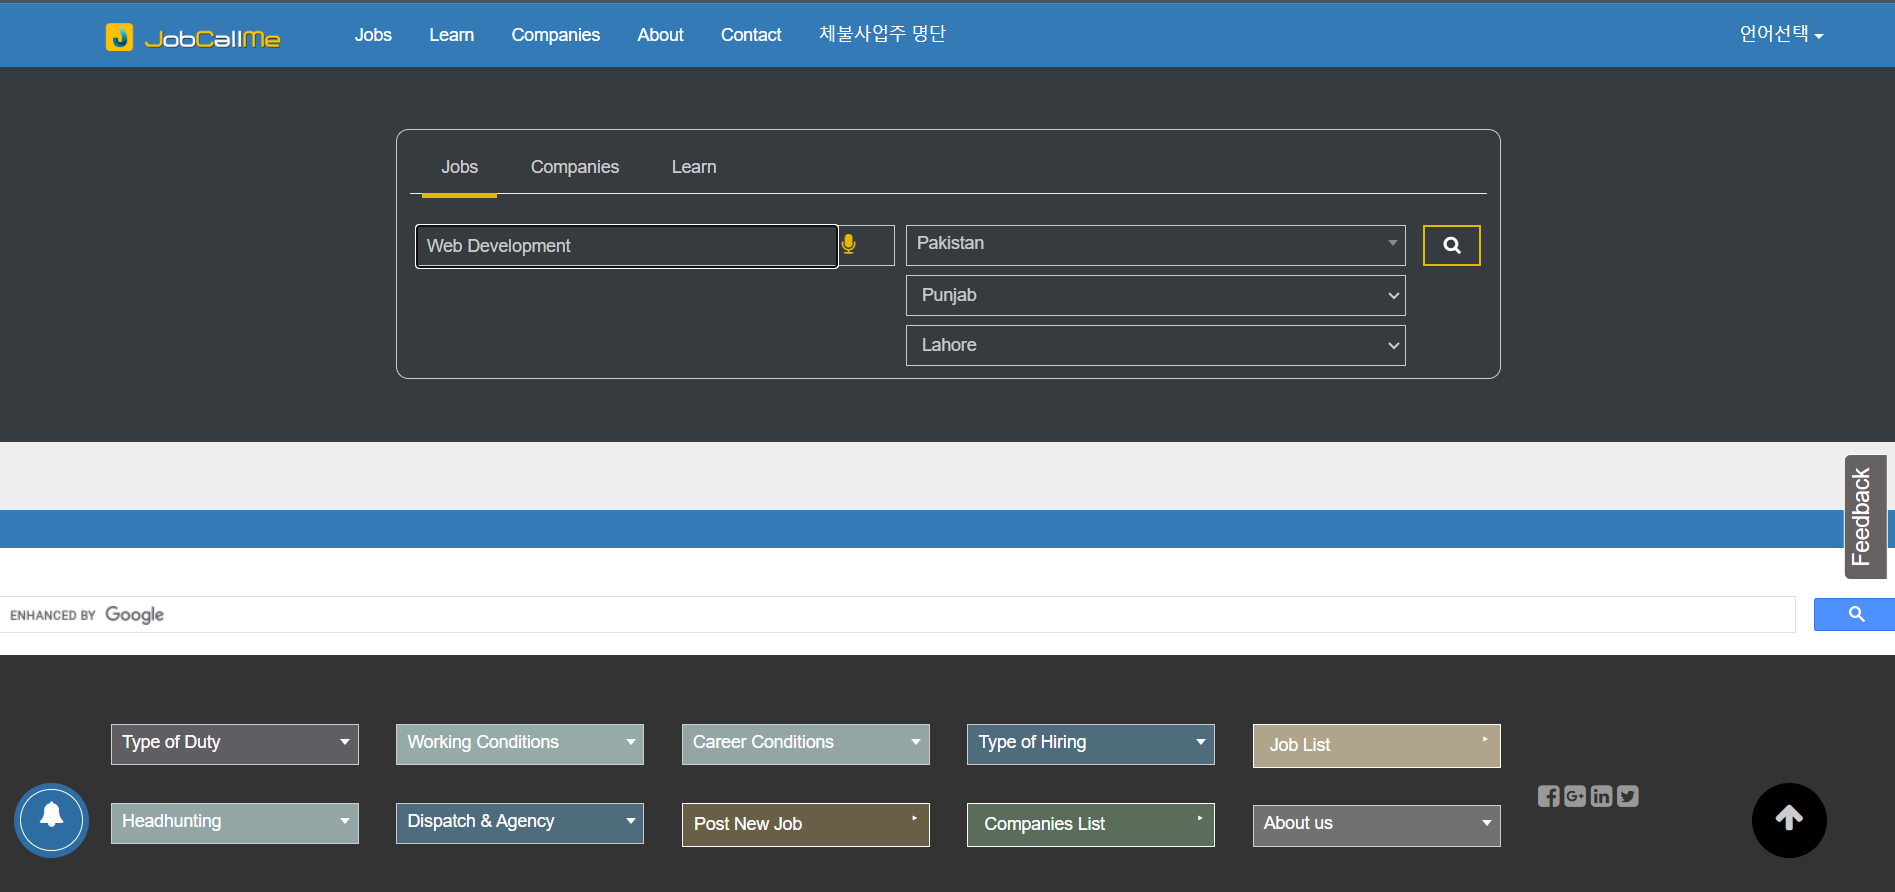 JobCallMe Jobs Learn Companies About Contact 체불사업주 명단 언어선택
Jobs Companies Learn
Web Development Pakistan
Punjab
Lahore
Feedback
ENHANCED BY Google
Type of Duty Working Conditions Career Conditions Type of Hiring Job List
Headhunting Dispatch & Agency Post New Job Companies List About us